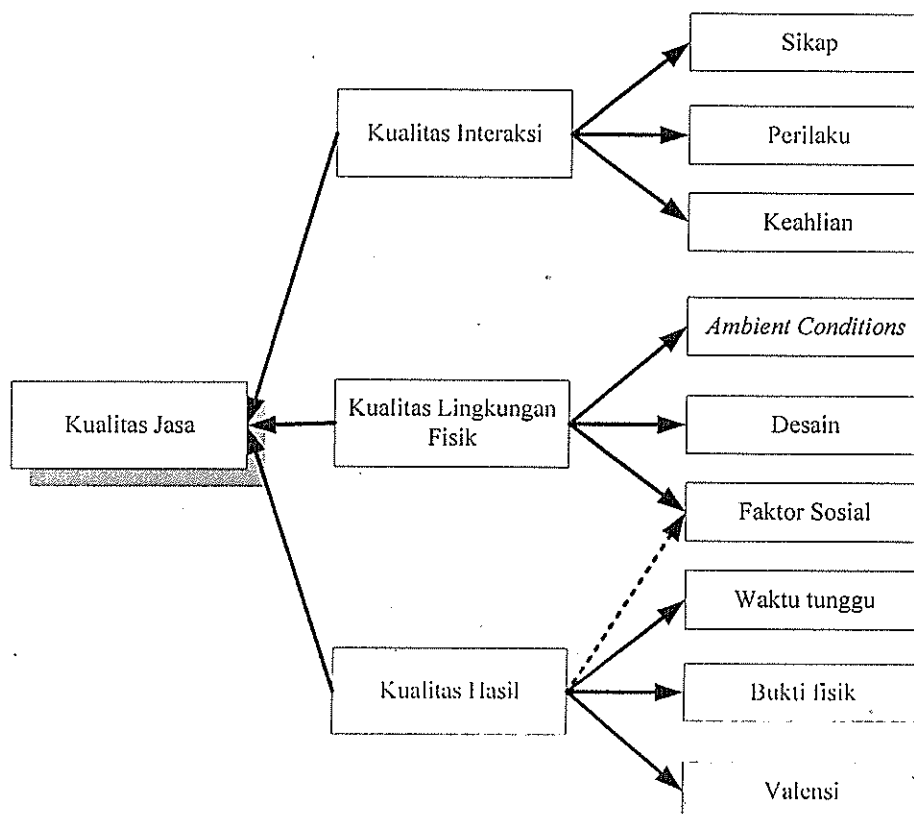 Sikap
Kualitas Interaksi
Perilaku
Keahlian
Ambient Conditions
Kualitas Jasa
Kualitas Lingkungan
Fisik
Desain
Faktor Sosial
Waktu tunggu
Kualitas Hasil
Bukti fisik
Valensi